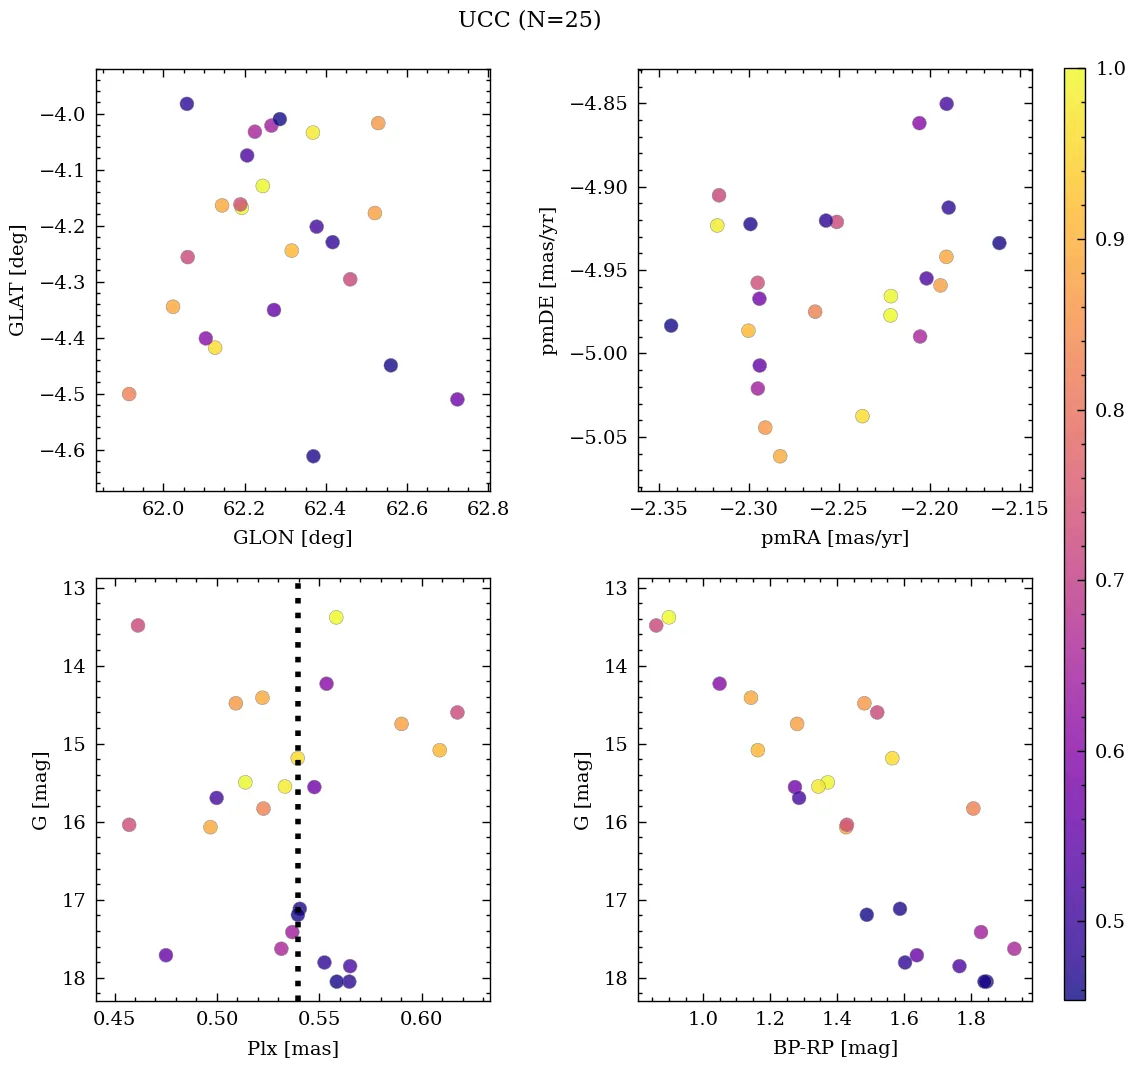 UCC (N=25)
−4.0
−4.1
−4.2
−4.3
−4.4
−4.5
−4.6
GLAT [deg]
62.0 62.2 62.4 62.6 62.8
GLON [deg]
−4.85
−4.90
−4.95
−5.00
−5.05
pmDE [mas/yr]
−2.35 −2.30 −2.25 −2.20 −2.15
pmRA [mas/yr]
13
14
15
16
17
18
G [mag]
0.45 0.50 0.55 0.60
Plx [mas]
13
14
15
16
17
18
G [mag]
1.0 1.2 1.4 1.6 1.8
BP-RP [mag]
1.0
0.9
0.8
0.7
0.6
0.5